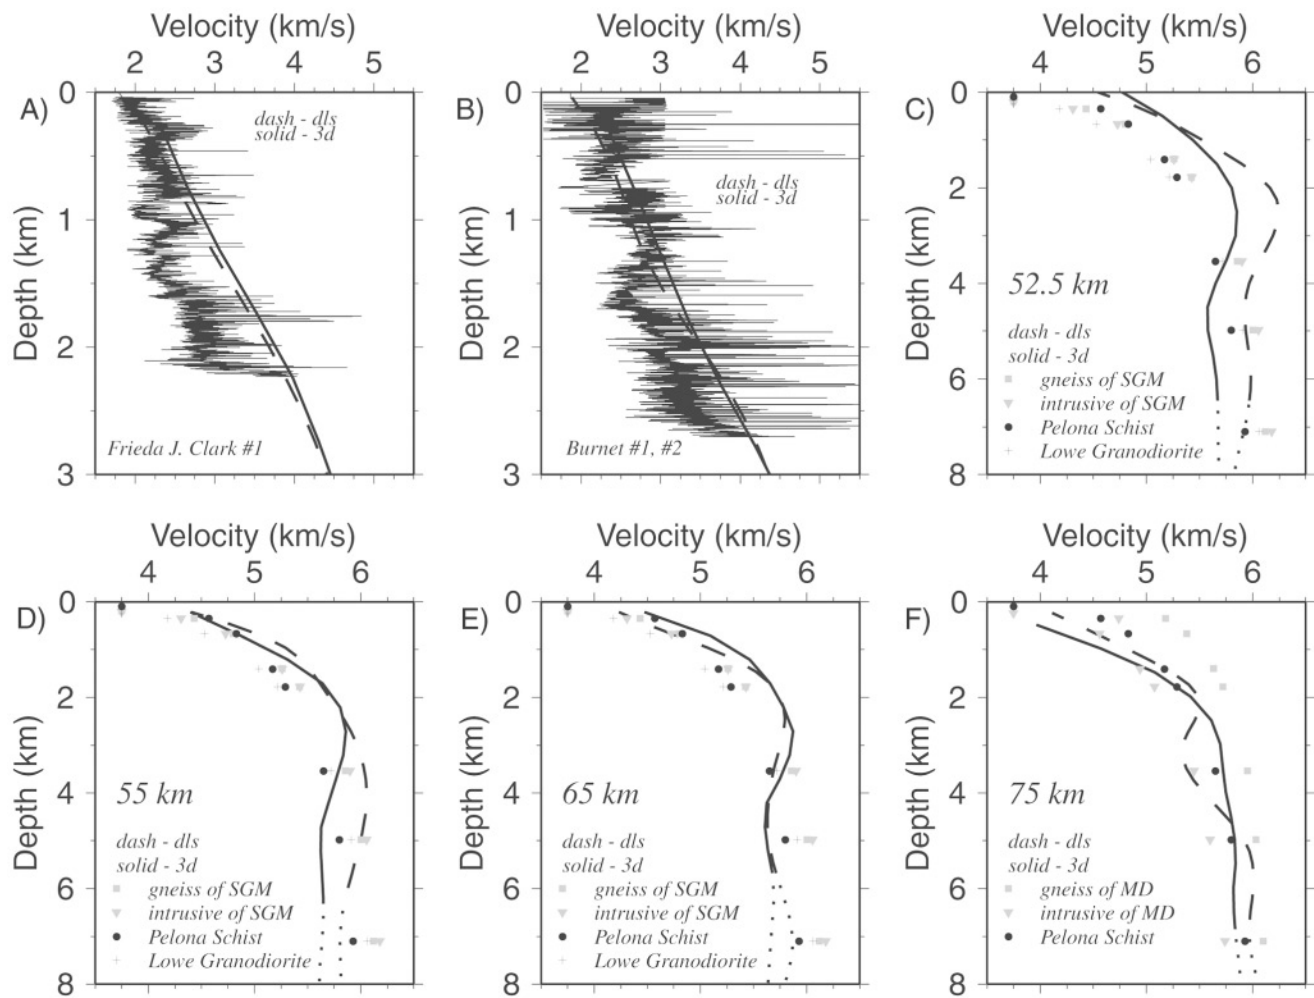 Velocity (km/s)
2 3 4 5
A)
0
1
2
3
Depth (km)
dash - dls
solid - 3d
Frieda J. Clark #1
Velocity (km/s)
2 3 4 5
B)
0
1
2
3
Depth (km)
dash - dls
solid - 3d
Burnet #1, #2
Velocity (km/s)
4 5 6
C)
0
2
4
6
8
Depth (km)
52.5 km
dash - dls
solid - 3d
gneiss of SGM
intrusive of SGM
Pelona Schist
Lowe Granodiorite
Velocity (km/s)
4 5 6
D)
0
2
4
6
8
Depth (km)
55 km
dash - dls
solid - 3d
gneiss of SGM
intrusive of SGM
Pelona Schist
Lowe Granodiorite
Velocity (km/s)
4 5 6
E)
0
2
4
6
8
Depth (km)
65 km
dash - dls
solid - 3d
gneiss of SGM
intrusive of SGM
Pelona Schist
Lowe Granodiorite
Velocity (km/s)
4 5 6
F)
0
2
4
6
8
Depth (km)
75 km
dash - dls
solid - 3d
gneiss of MD
intrusive of MD
Pelona Schist